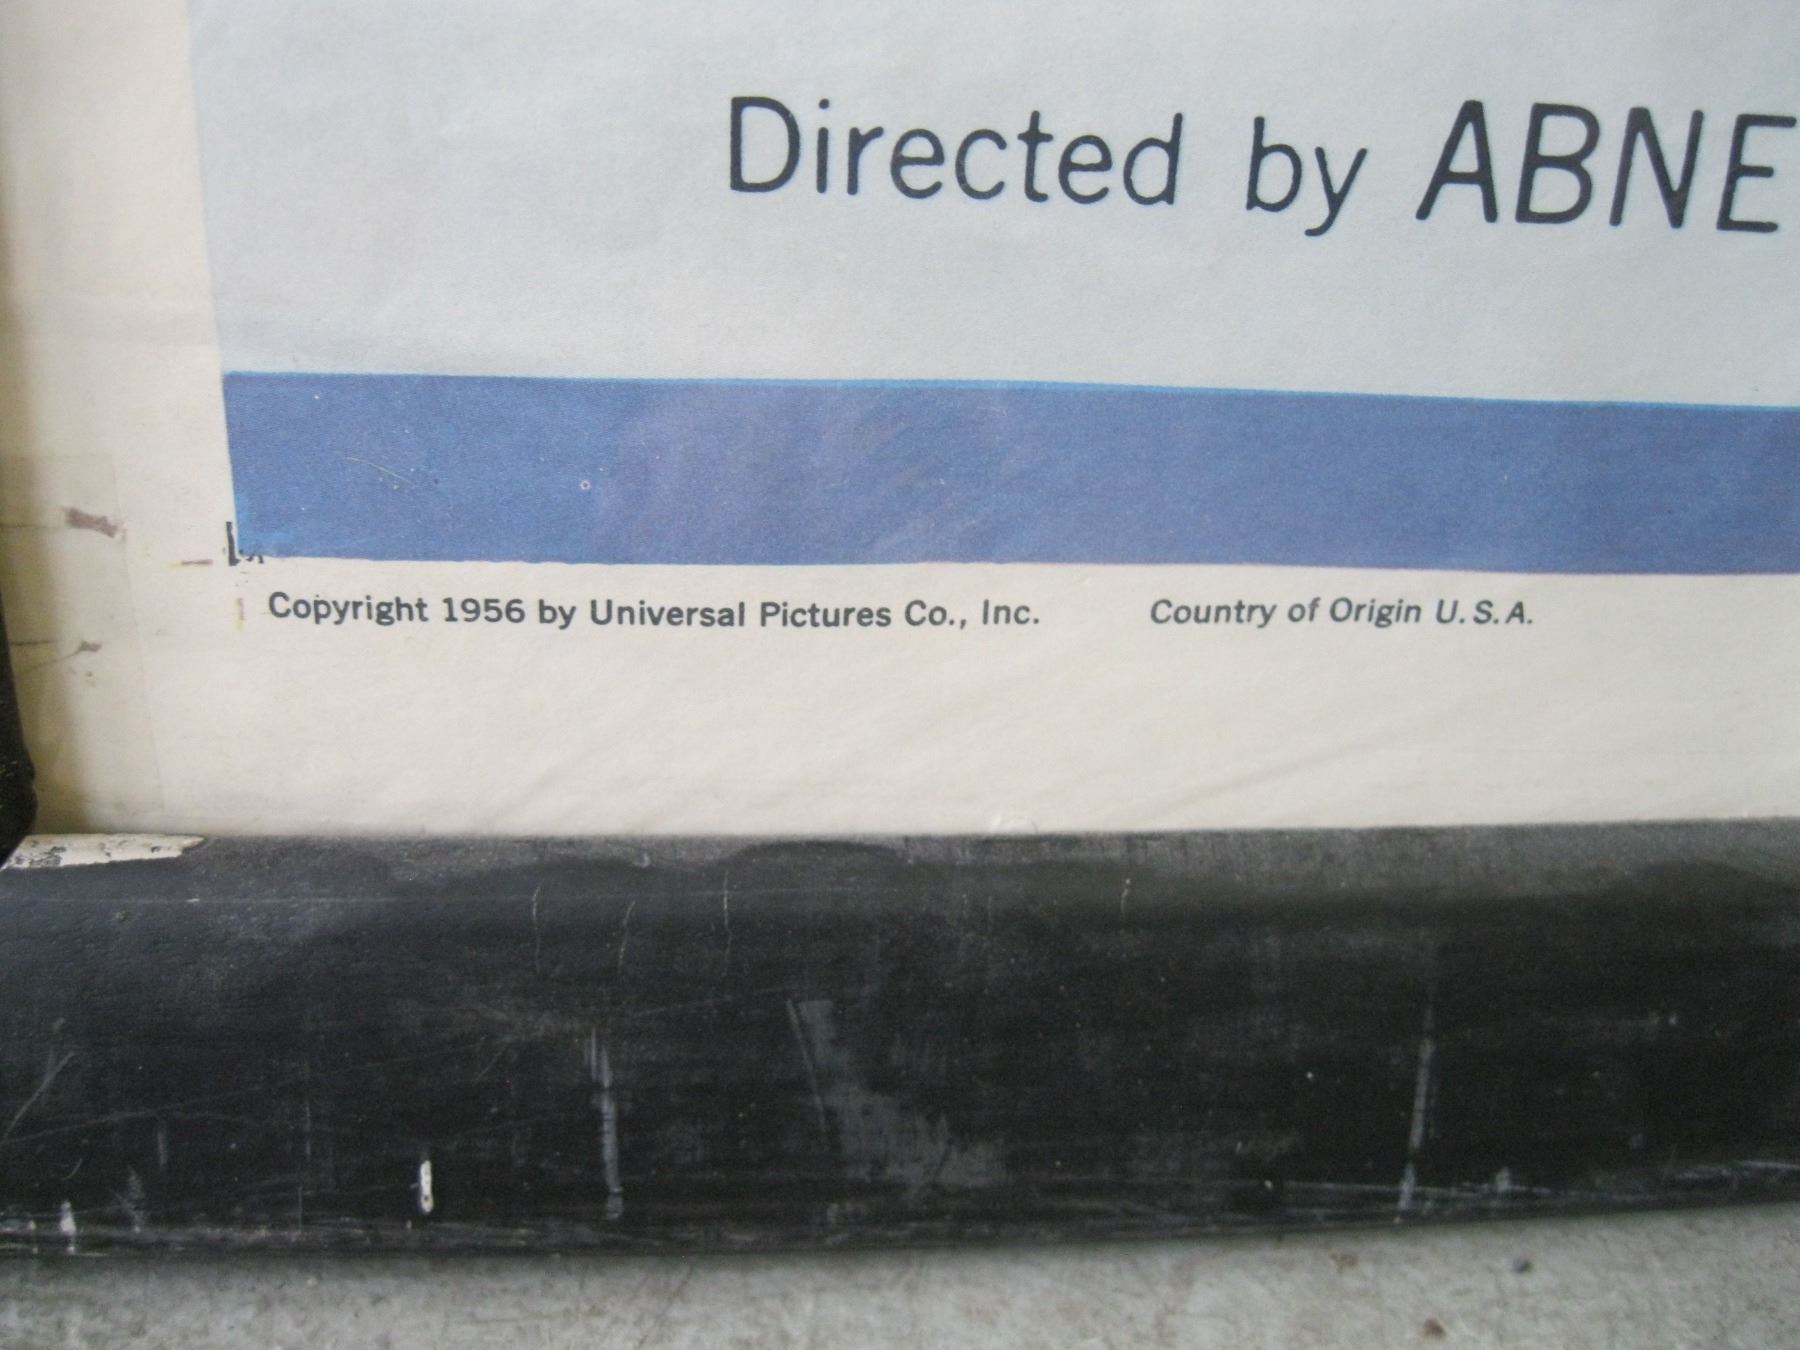 Directed by ABNE
Copyright 1956 by Universal Pictures Co., Inc. Country of Origin U.S.A.